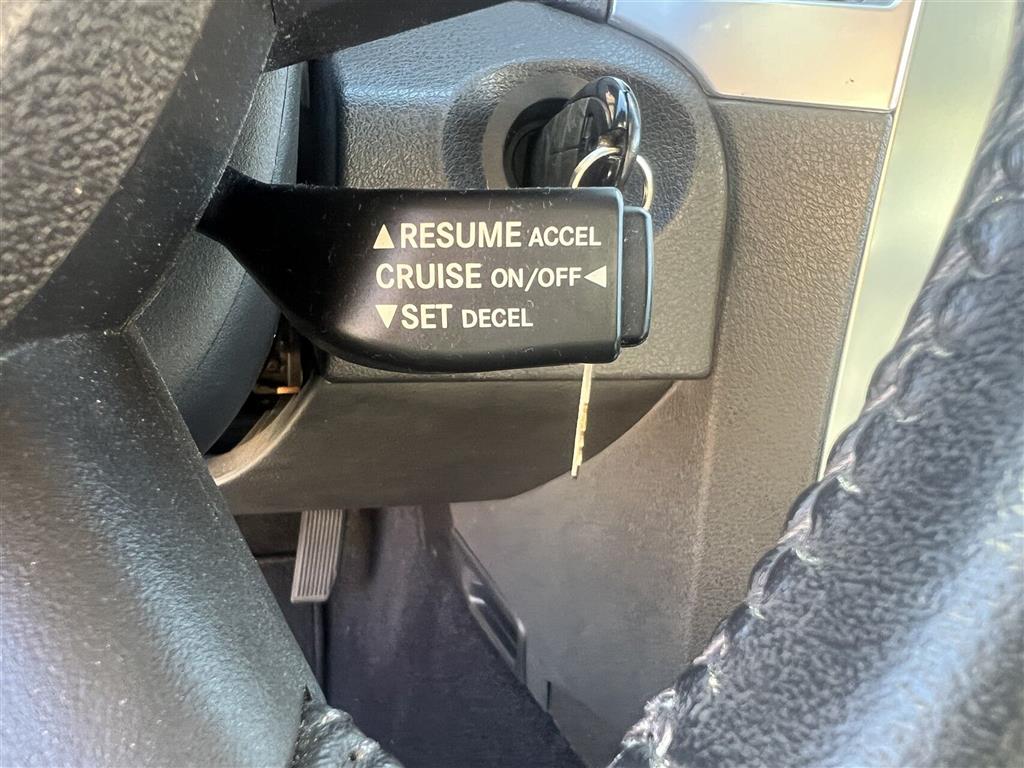 ▲RESUME ACCEL
CRUISE ON/OFF◄
▼SET DECEL